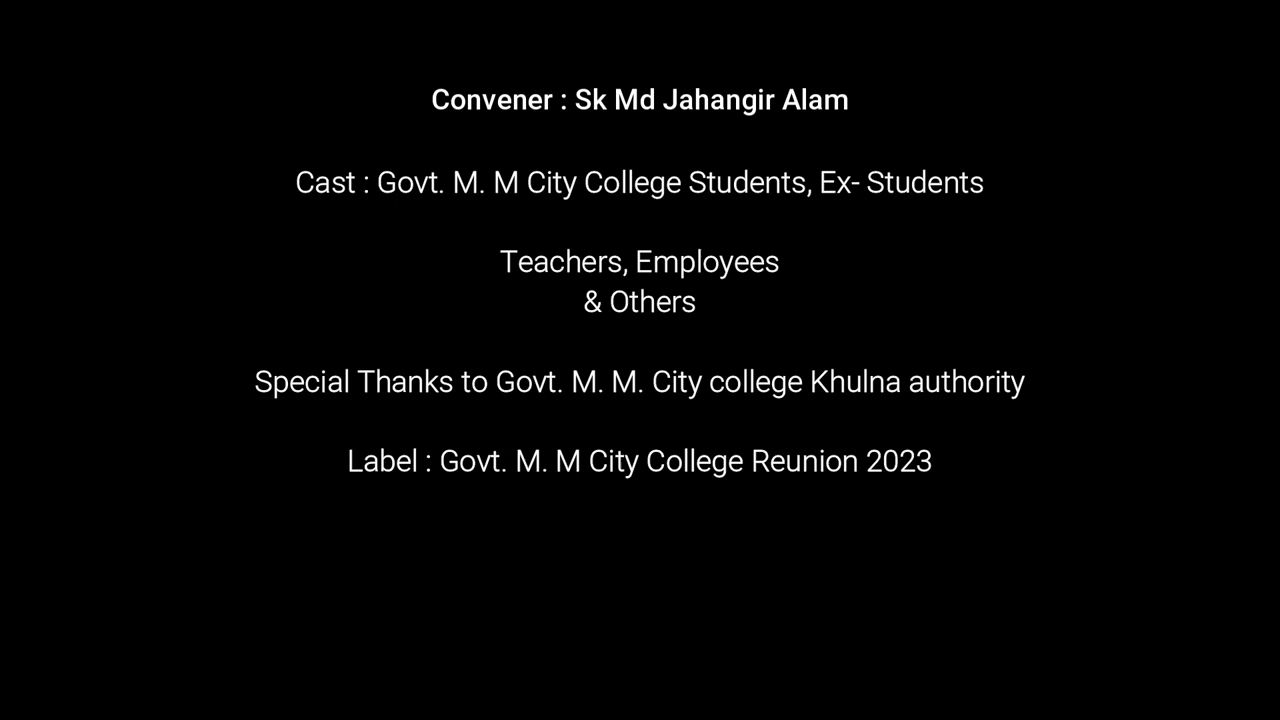 Convener : Sk Md Jahangir Alam
Cast : Govt. M. M City College Students, Ex- Students
Teachers, Employees
& Others
Special Thanks to Govt. M. M. City college Khulna authority
Label : Govt. M. M City College Reunion 2023